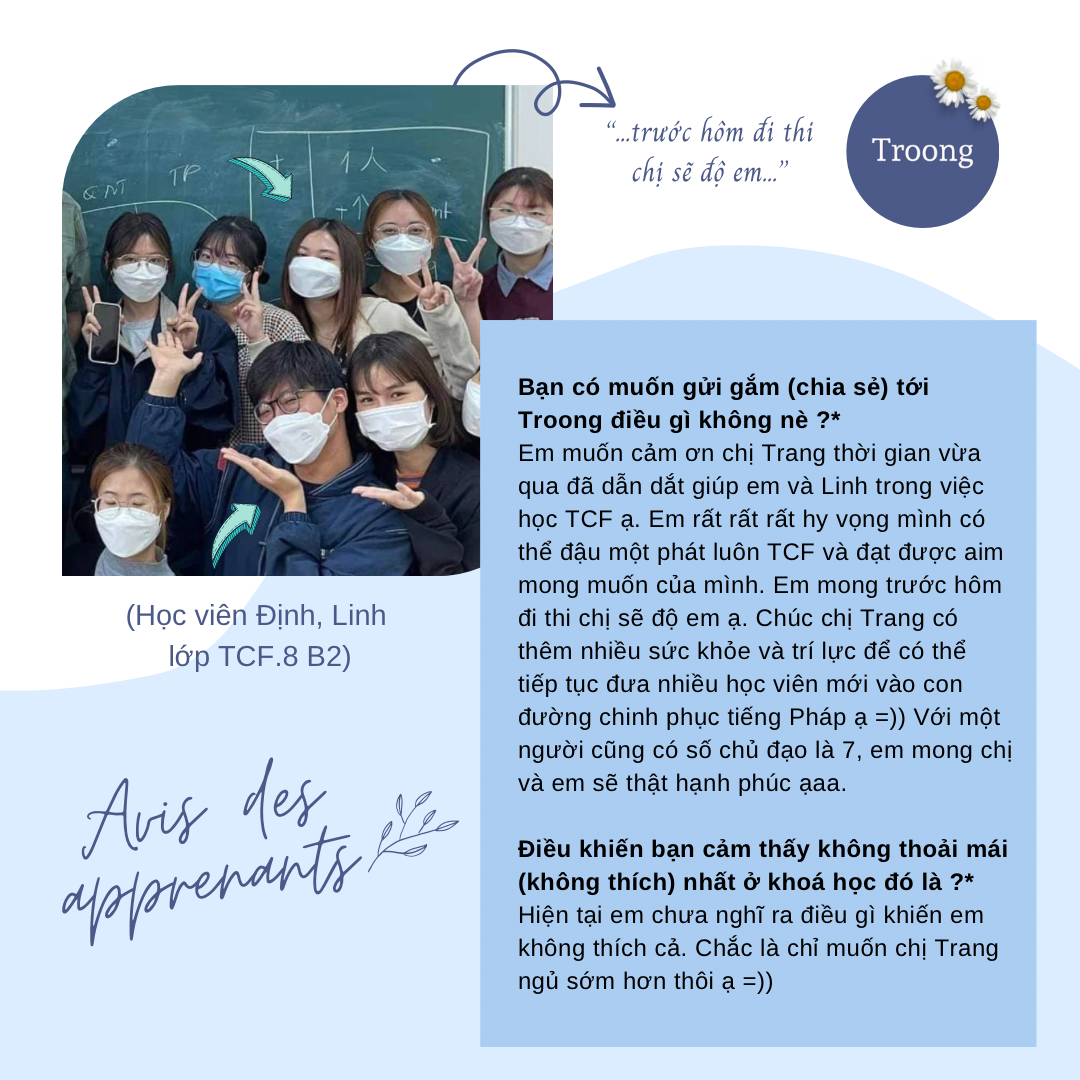 “...trước hôm đi thi
chị sẽ độ em...”
Troong
QNT
TP
1个人
Bạn có muốn gửi gắm (chia sẻ) tới
Troong điều gì không nè ?*
Em muốn cảm ơn chị Trang thời gian vừa
qua đã dẫn dắt giúp em và Linh trong việc
học TCF ạ. Em rất rất rất hy vọng mình có
thể đậu một phát luôn TCF và đạt được aim
mong muốn của mình. Em mong trước hôm
đi thi chị sẽ độ em ạ. Chúc chị Trang có
thêm nhiều sức khỏe và trí lực để có thể
tiếp tục đưa nhiều học viên mới vào con
đường chinh phục tiếng Pháp ạ =)) Với một
người cũng có số chủ đạo là 7, em mong chị
và em sẽ thật hạnh phúc ạaa.
Điều khiến bạn cảm thấy không thoải mái
(không thích) nhất ở khoá học đó là ?*
Hiện tại em chưa nghĩ ra điều gì khiến em
không thích cả. Chắc là chỉ muốn chị Trang
ngủ sớm hơn thôi ạ =))
(Học viên Định, Linh
lớp TCF.8 B2)
Avis des
apprenants